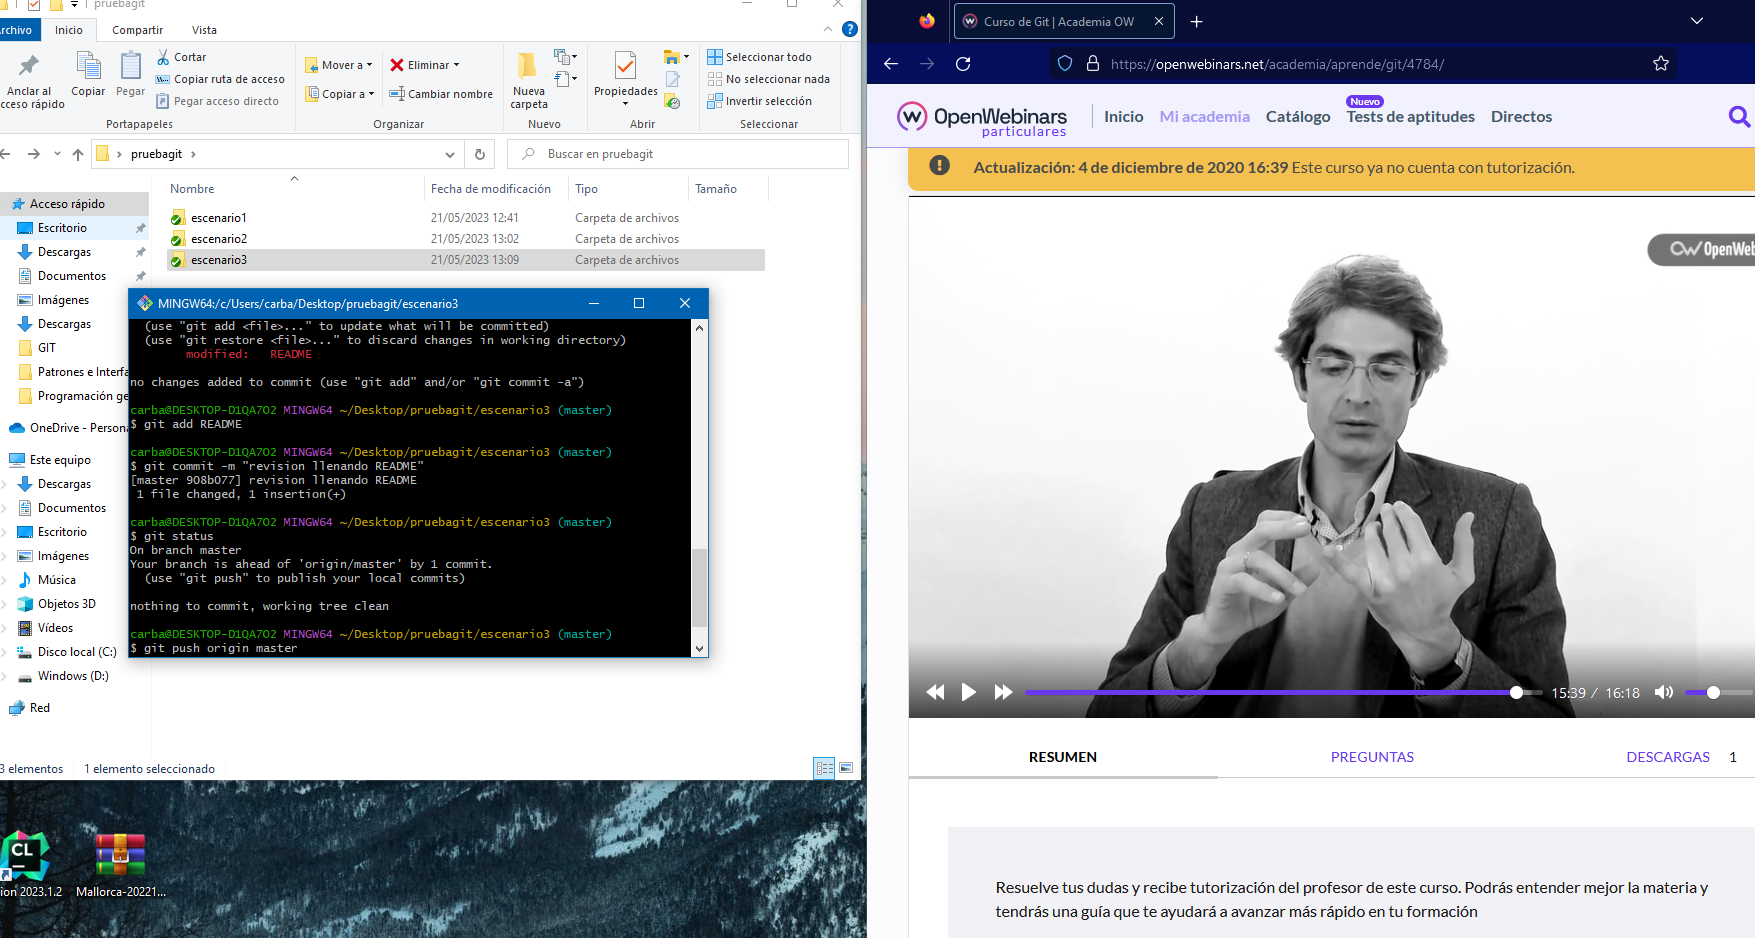 pruebagit
Archivo
Inicio
Compartir
Vista
Anclar al
acceso rápido
Copiar
Pegar
Cortar
Copiar ruta de acceso
Pegar acceso directo
Portapapeles
Mover a
Copiar a
Eliminar
Cambiar nombre
Organizar
Nueva
carpeta
Nuevo
Propiedades
Abrir
Seleccionar todo
No seleccionar nada
Invertir selección
Seleccionar
pruebagit
Buscar en pruebagit
Nombre
Fecha de modificación
Tipo
Tamaño
escenario1 21/05/2023 12:41 Carpeta de archivos
escenario2 21/05/2023 13:02 Carpeta de archivos
escenario3 21/05/2023 13:09 Carpeta de archivos
Acceso rápido
Escritorio
Descargas
Documentos
Imágenes
Descargas
GIT
Patrones e Interfa
Programación ge
OneDrive - Person
Este equipo
Descargas
Documentos
Escritorio
Imágenes
Música
Objetos 3D
Vídeos
Disco local (C:)
Windows (D:)
Red
3 elementos
1 elemento seleccionado
MINGW64:/c/Users/carba/Desktop/pruebagit/escenario3
(use "git add <file>..." to update what will be committed)
(use "git restore <file>..." to discard changes in working directory)
modified: README
no changes added to commit (use "git add" and/or "git commit -a")
carba@DESKTOP-D1QA7O2 MINGW64 ~/Desktop/pruebagit/escenario3 (master)
$ git add README
carba@DESKTOP-D1QA7O2 MINGW64 ~/Desktop/pruebagit/escenario3 (master)
$ git commit -m "revision llenando README"
[master 908b077] revision llenando README
1 file changed, 1 insertion(+)
carba@DESKTOP-D1QA7O2 MINGW64 ~/Desktop/pruebagit/escenario3 (master)
$ git status
On branch master
Your branch is ahead of 'origin/master' by 1 commit.
(use "git push" to publish your local commits)
nothing to commit, working tree clean
carba@DESKTOP-D1QA7O2 MINGW64 ~/Desktop/pruebagit/escenario3 (master)
$ git push origin master
CL
ion 2023.1.2
Mallorca-20221...
Curso de Git | Academia OW
https://openwebinars.net/academia/aprende/git/4784/
OpenWebinars
particulares
Inicio
Mi academia
Catálogo
Nuevo
Tests de aptitudes
Directos
Actualización: 4 de diciembre de 2020 16:39 Este curso ya no cuenta con tutorización.
OW OpenWeb
15:39 / 16:18
RESUMEN
PREGUNTAS
DESCARGAS 1
Resuelve tus dudas y recibe tutorización del profesor de este curso. Podrás entender mejor la materia y
tendrás una guía que te ayudará a avanzar más rápido en tu formación